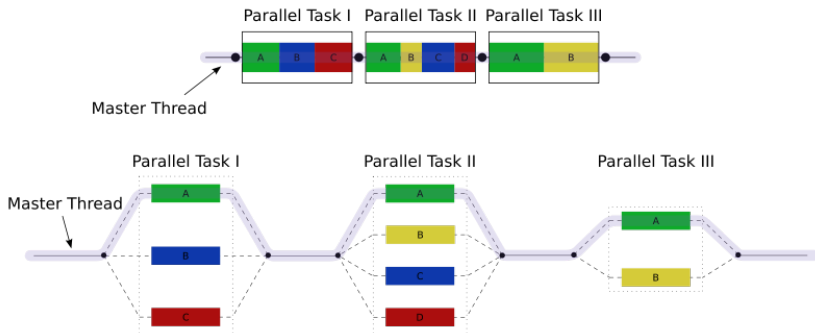 Parallel Task I Parallel Task II Parallel Task III
A B C A B C D A B
Master Thread
Parallel Task I Parallel Task II Parallel Task III
A A
Master Thread
A
B
B
C
B
C D